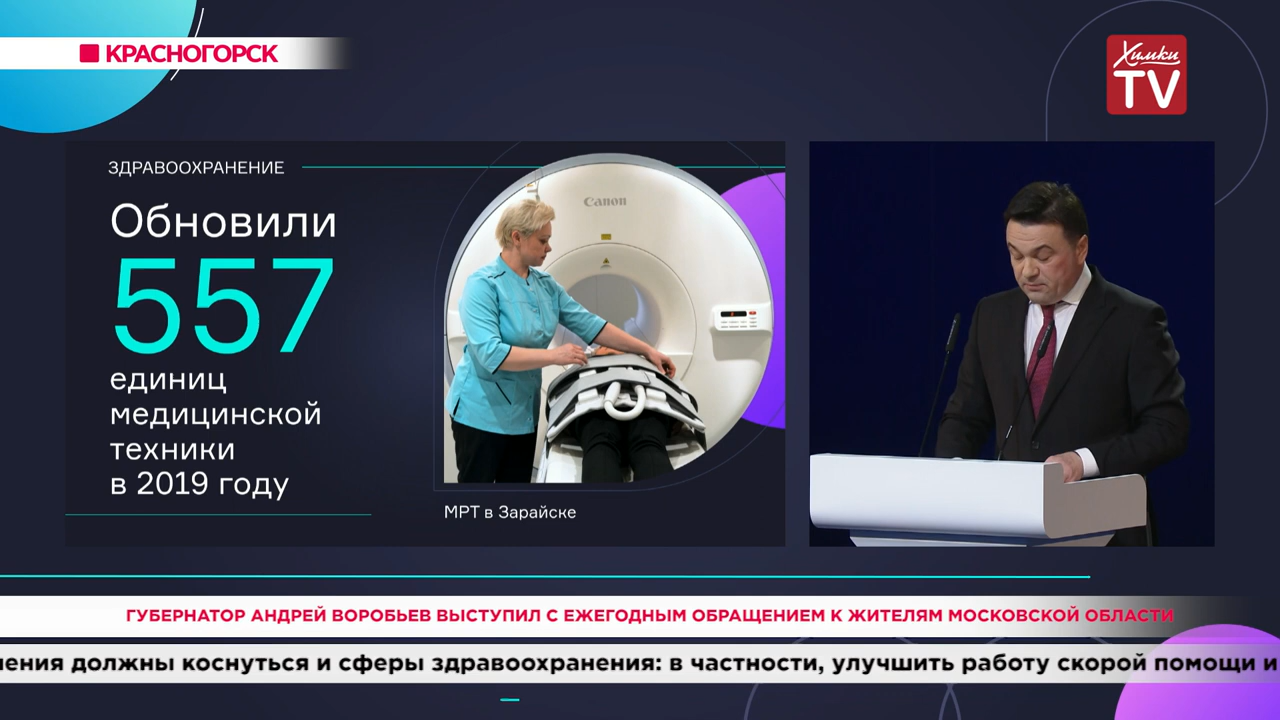 КРАСНОГОРСК
Химки
TV
ЗДРАВООХРАНЕНИЕ
Обновили
557
единиц
медицинской
техники
в 2019 году
Canon
МРТ в Зарайске
ГУБЕРНАТОР АНДРЕЙ ВОРОБЬЕВ ВЫСТУПИЛ С ЕЖЕГОДНЫМ ОБРАЩЕНИЕМ К ЖИТЕЛЯМ МОСКОВСКОЙ ОБЛАСТИ
должны коснуться и сферы здравоохранения: в частности, улучшить работу скорой помощи и